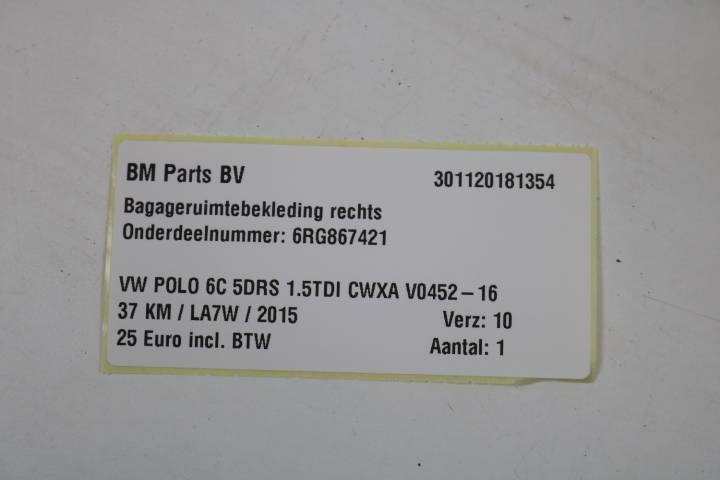 BM Parts BV 301120181354
Bagageruimtebekleding rechts
Onderdeelnummer: 6RG867421
VW POLO 6C 5DRS 1.5TDI CWXA V0452-16
37 KM / LA7W / 2015 Verz: 10
25 Euro incl. BTW Aantal: 1